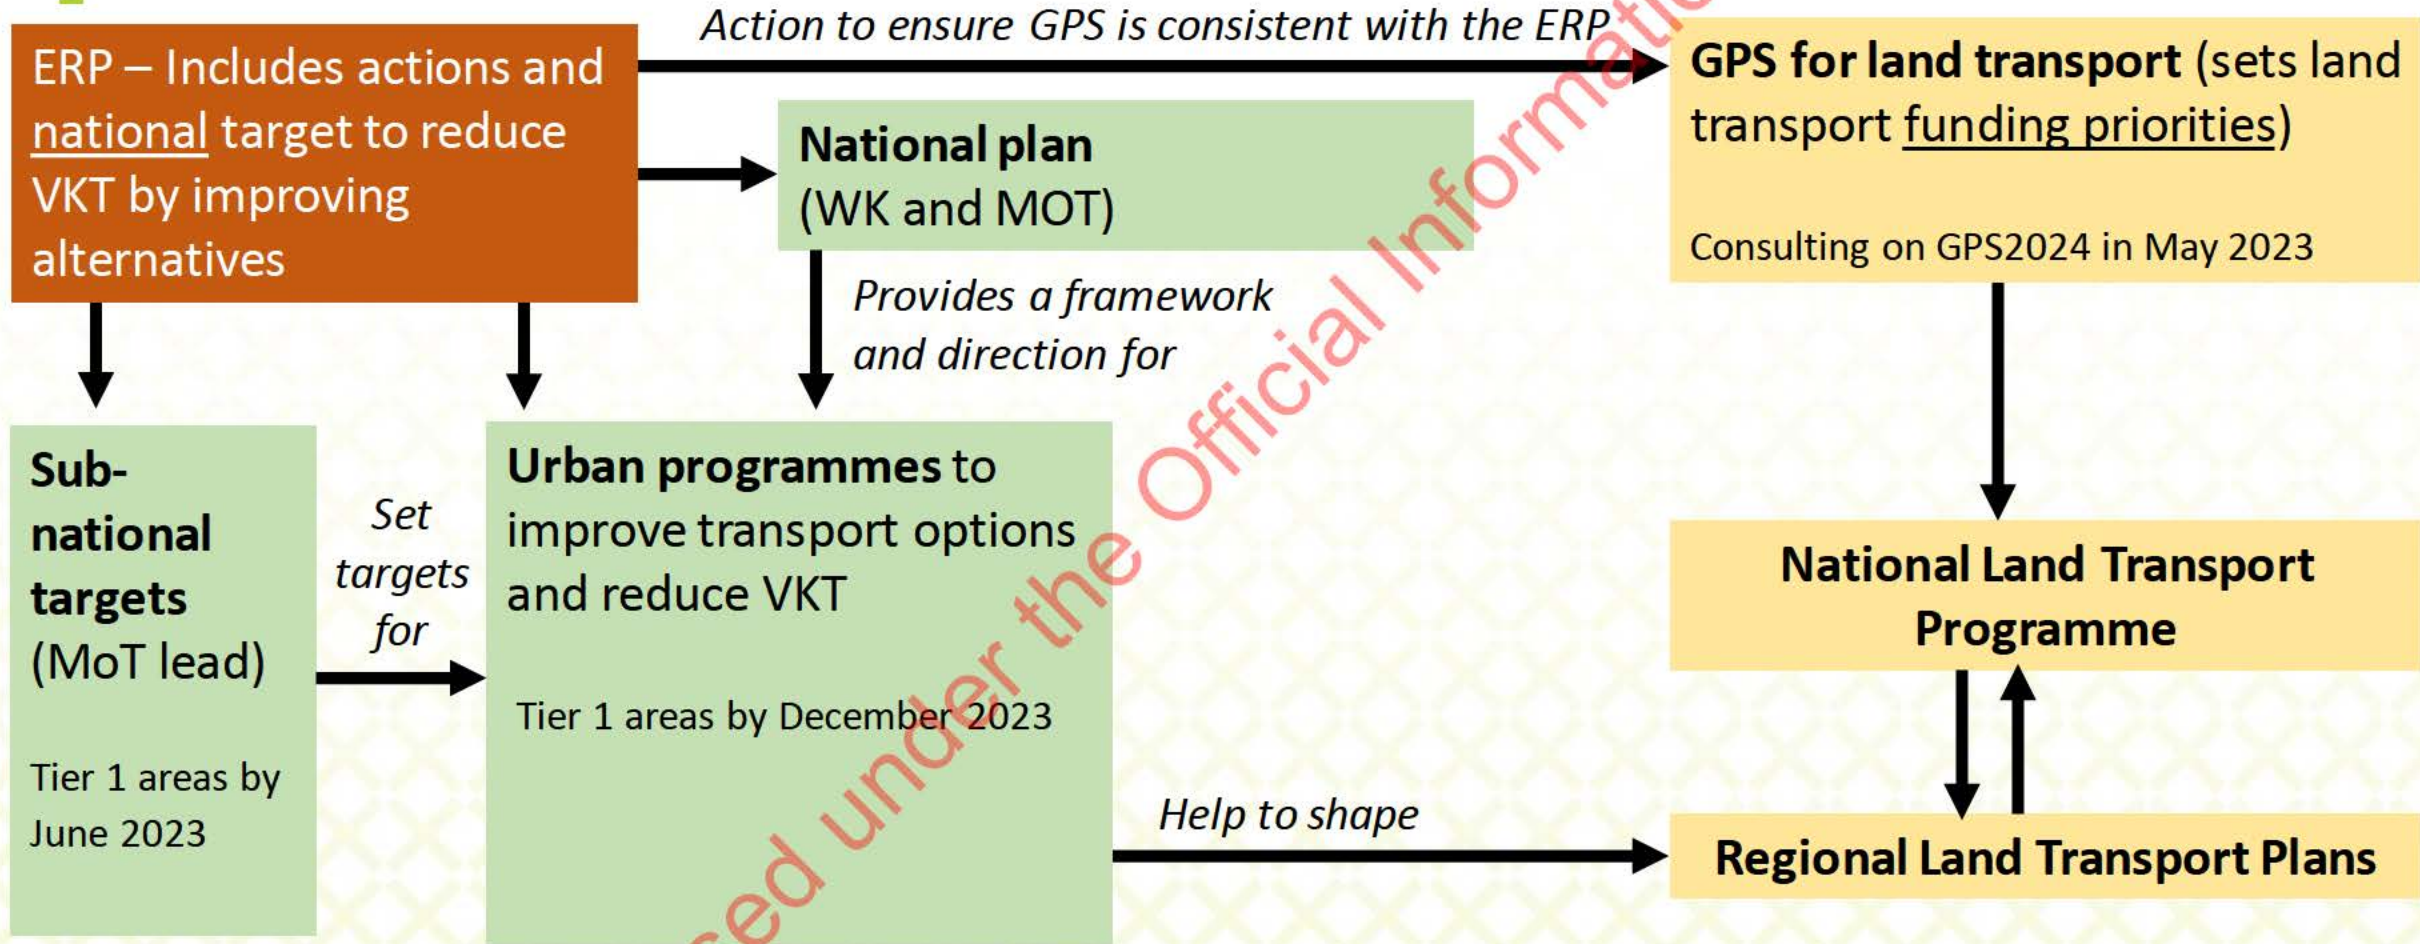 Action to ensure GPS is consistent with the ERP
ERP – Includes actions and
national target to reduce
VKT by improving
alternatives
National plan
(WK and MOT)
GPS for land transport (sets land
transport funding priorities)
Consulting on GPS2024 in May 2023
Provides a framework
and direction for
Sub-
national
targets
(MoT lead)
Tier 1 areas by
June 2023
Set
targets
for
Urban programmes to
improve transport options
and reduce VKT
Tier 1 areas by December 2023
Help to shape
National Land Transport
Programme
Regional Land Transport Plans
under the Official